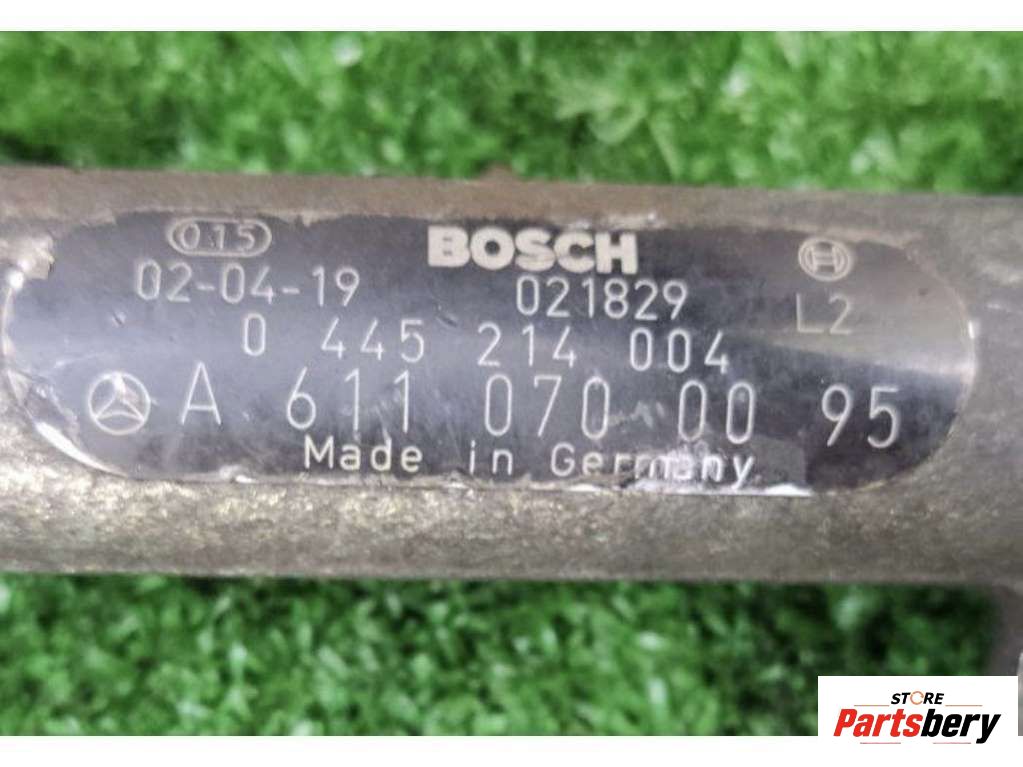 015 BOSCH
02-04-19 021829 L2
0 445 214 004
A 611 070 00 95
Made in Germany
STORE
Partsbery